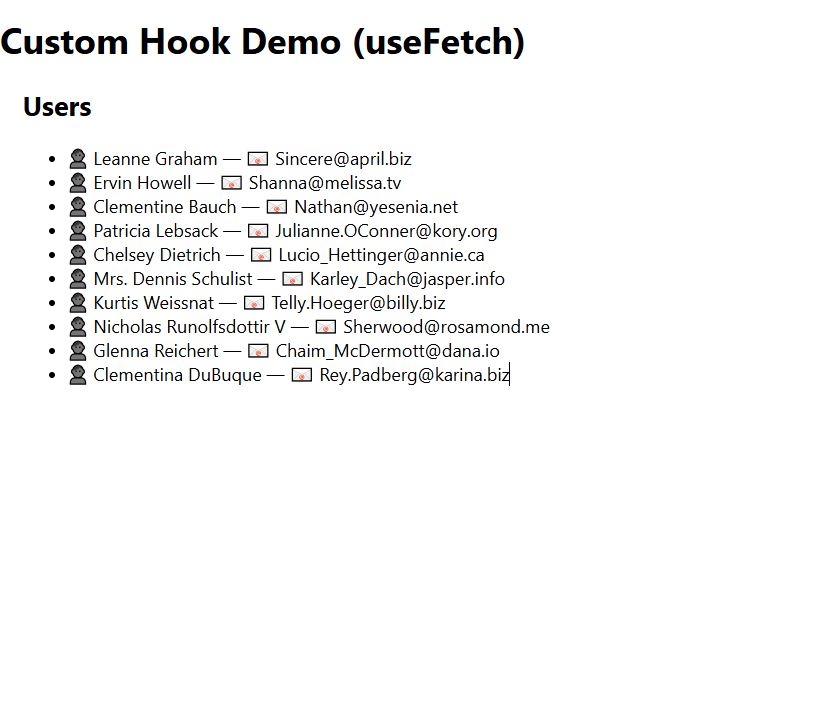 Custom Hook Demo (useFetch)
Users
• 👤 Leanne Graham — 📧 Sincere@april.biz
• 👤 Ervin Howell — 📧 Shanna@melissa.tv
• 👤 Clementine Bauch — 📧 Nathan@yesenia.net
• 👤 Patricia Lebsack — 📧 Julianne.OConner@kory.org
• 👤 Chelsey Dietrich — 📧 Lucio_Hettinger@annie.ca
• 👤 Mrs. Dennis Schulist — 📧 Karley_Dach@jasper.info
• 👤 Kurtis Weissnat — 📧 Telly.Hoeger@billy.biz
• 👤 Nicholas Runolfsdottir V — 📧 Sherwood@rosamond.me
• 👤 Glenna Reichert — 📧 Chaim_McDermott@dana.io
• 👤 Clementina DuBuque — 📧 Rey.Padberg@karina.biz